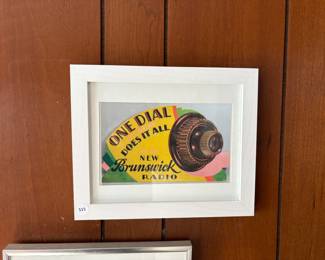 ONE DIAL
DOES IT ALL
NEW
Brunswick
RADIO